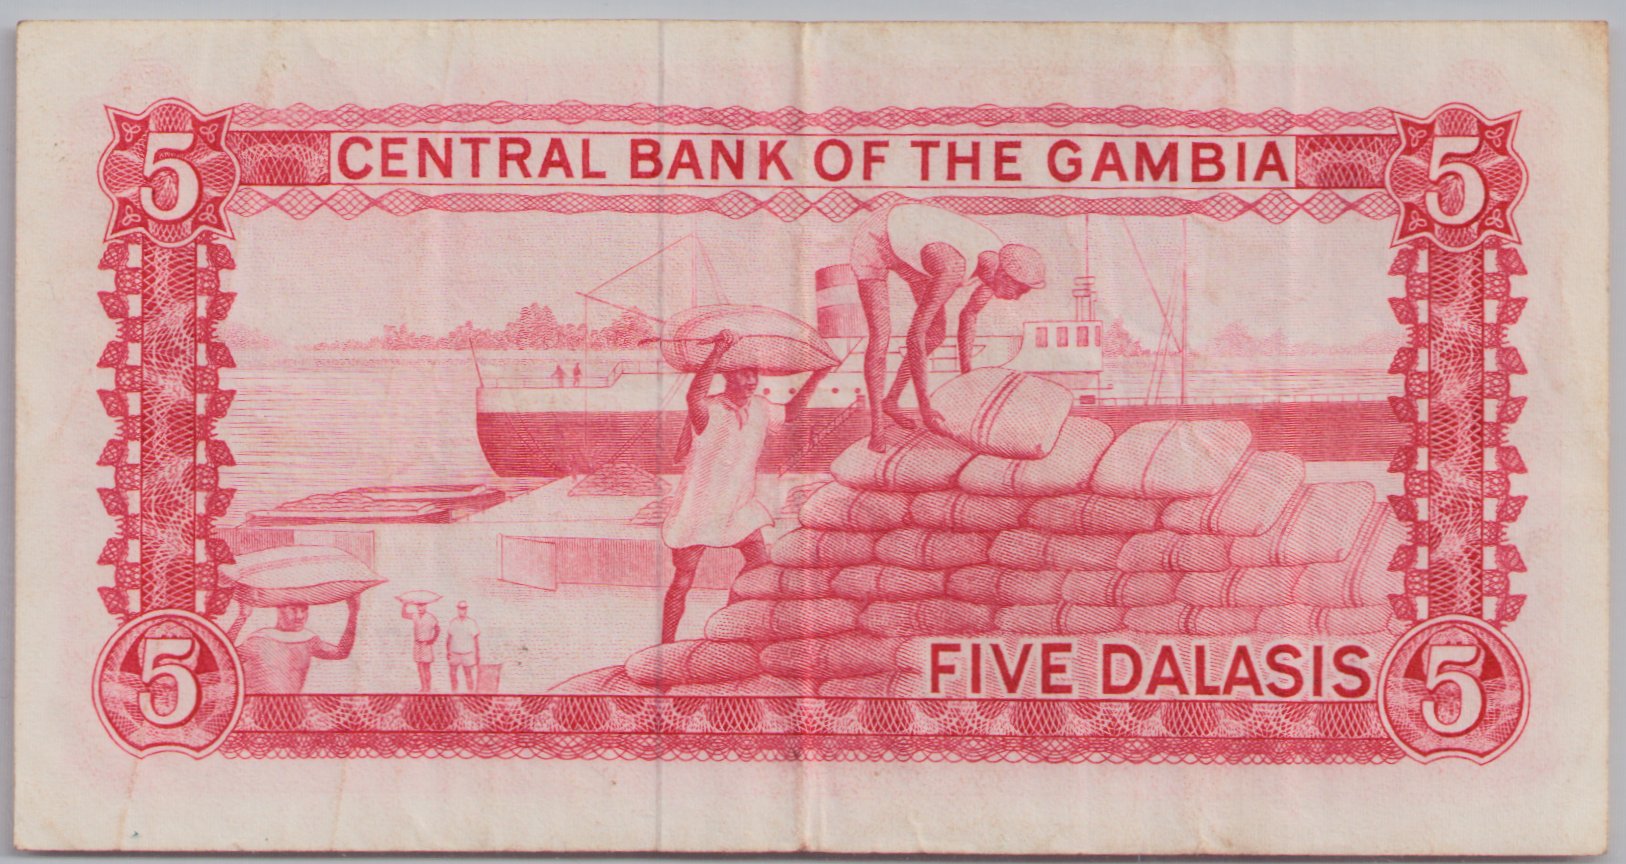 5 CENTRAL BANK OF THE GAMBIA 5
5 FIVE DALASIS 5